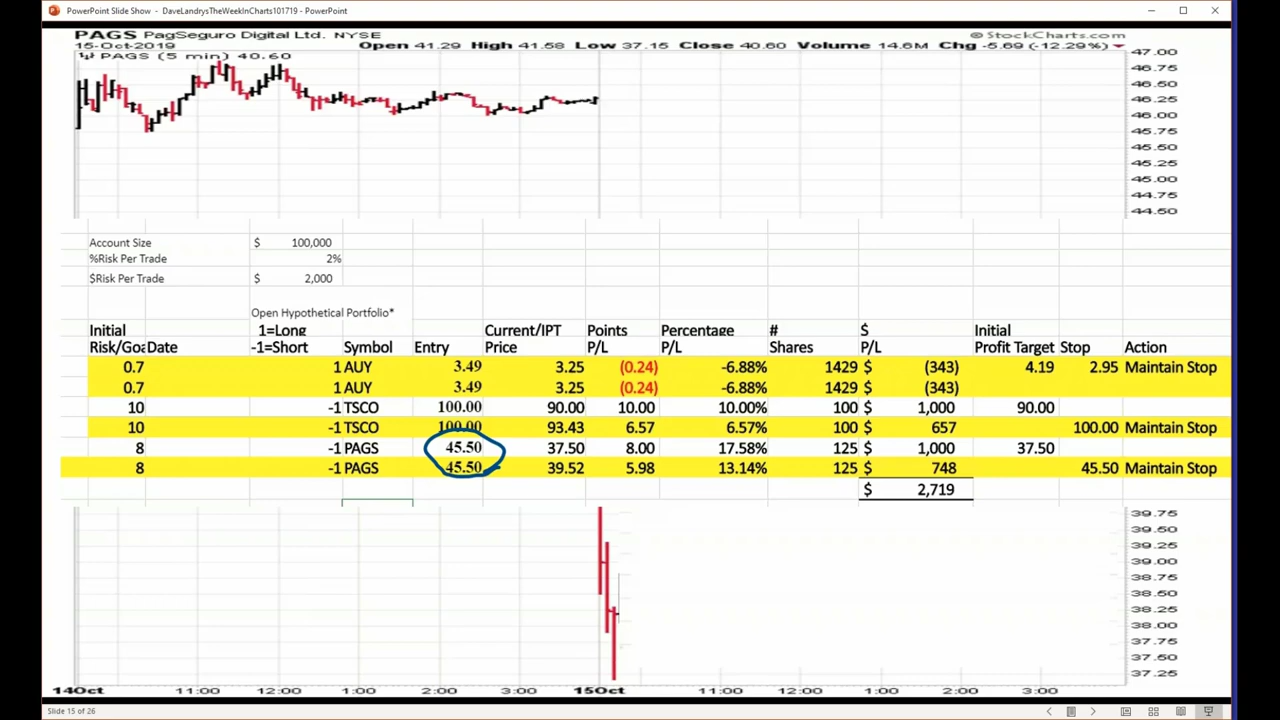 PowerPoint Slide Show - DaveLandrysTheWeekInCharts101719 - PowerPoint
PAGS PagSeguro Digital Ltd. NYSE © StockCharts.com
15-Oct-2019 Open 41.29 High 41.58 Low 37.15 Close 40.60 Volume 14.6M Chg -5.69 (-12.29%)
PAGS (5 min) 40.60
47.00
46.75
46.50
46.25
46.00
45.75
45.50
45.25
45.00
44.75
44.50
Account Size $ 100,000
%Risk Per Trade 2%
$Risk Per Trade $ 2,000
Open Hypothetical Portfolio*
Initial 1=Long Current/IPT Points Percentage # $ Initial
Risk/Goa Date -1=Short Symbol Entry Price P/L P/L Shares P/L Profit Target Stop Action
0.7 1 AUY 3.49 3.25 (0.24) -6.88% 1429 $ (343) 4.19 2.95 Maintain Stop
0.7 1 AUY 3.49 3.25 (0.24) -6.88% 1429 $ (343)
10 -1 TSCO 100.00 90.00 10.00 10.00% 100 $ 1,000 90.00
10 -1 TSCO 100.00 93.43 6.57 6.57% 100 $ 657 100.00 Maintain Stop
8 -1 PAGS 45.50 37.50 8.00 17.58% 125 $ 1,000 37.50
8 -1 PAGS 45.50 39.52 5.98 13.14% 125 $ 748 45.50 Maintain Stop
$ 2,719
39.75
39.50
39.25
39.00
38.75
38.50
38.25
38.00
37.75
37.50
37.25
14Oct 11:00 12:00 1:00 2:00 3:00 15Oct 11:00 12:00 1:00 2:00 3:00
Slide 15 of 26